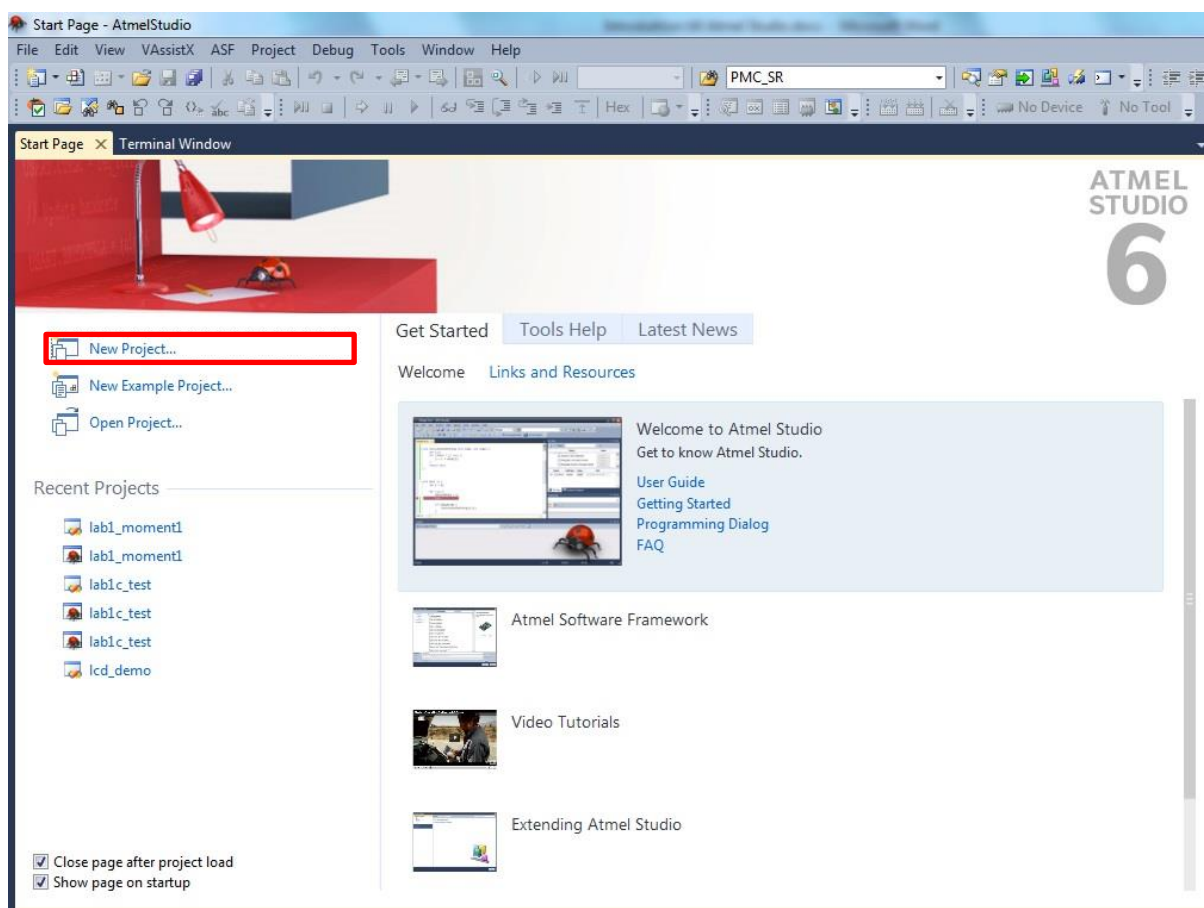 Start Page - AtmelStudio
File Edit View VAssistX ASF Project Debug Tools Window Help
PMC_SR
Hex
No Device No Tool
Start Page Terminal Window
ATMEL
STUDIO
6
New Project...
New Example Project...
Open Project...
Recent Projects
lab1_moment1
lab1_moment1
lab1c_test
lab1c_test
lab1c_test
lcd_demo
Close page after project load
Show page on startup
Get Started Tools Help Latest News
Welcome Links and Resources
Welcome to Atmel Studio
Get to know Atmel Studio.
User Guide
Getting Started
Programming Dialog
FAQ
Atmel Software Framework
Video Tutorials
Extending Atmel Studio